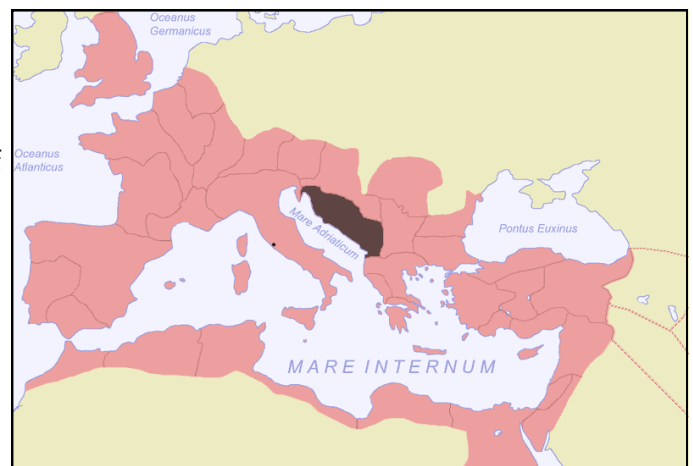 Oceanus
Germanicus
Oceanus
Atlanticus
Mare Adriaticum
Pontus Euxinus
MARE INTERNUM